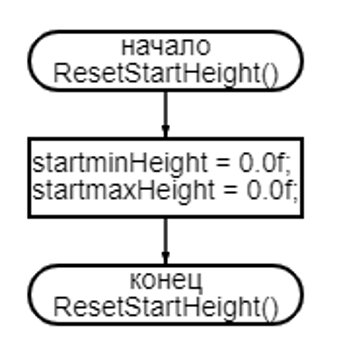 начало
ResetStartHeight()
startminHeight = 0.0f;
startmaxHeight = 0.0f;
конец
ResetStartHeight()